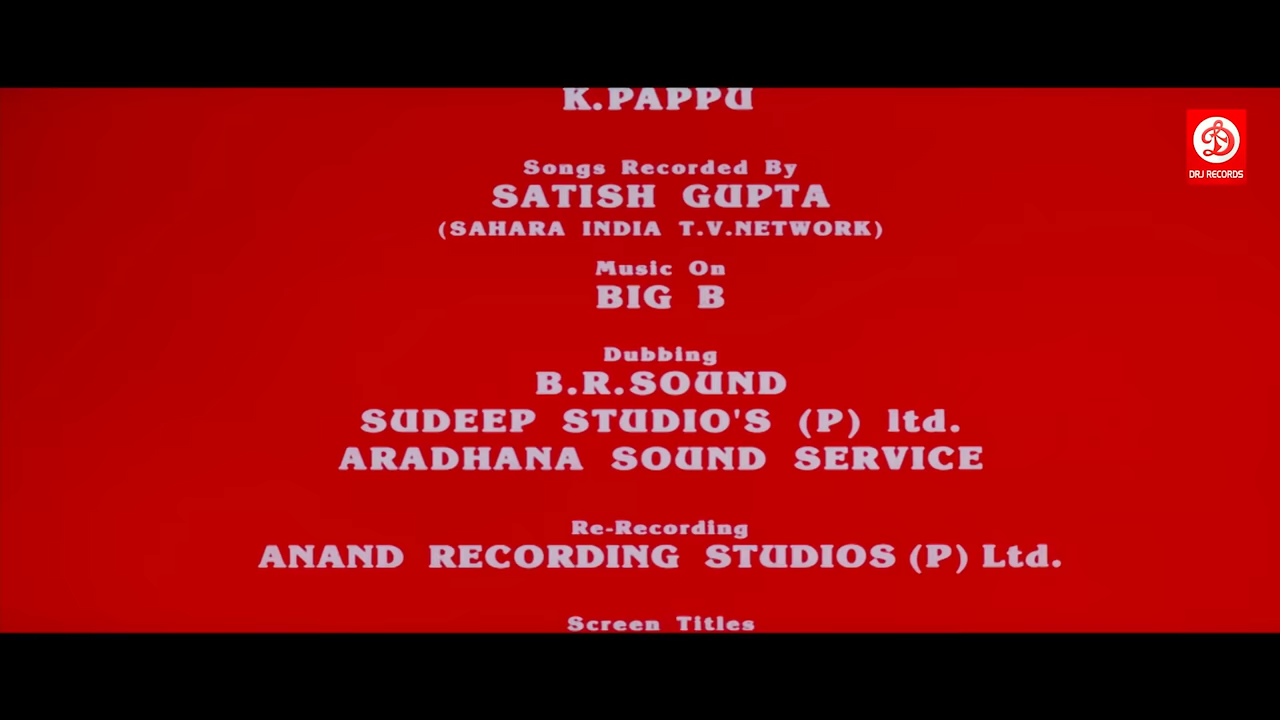 K.PAPPU
Songs Recorded By
SATISH GUPTA
(SAHARA INDIA T.V.NETWORK)
Music On
BIG B
Dubbing
B.R.SOUND
SUDEEP STUDIO'S (P) ltd.
ARADHANA SOUND SERVICE
Re-Recording
ANAND RECORDING STUDIOS (P) Ltd.
Screen Titles
DRJ RECORDS